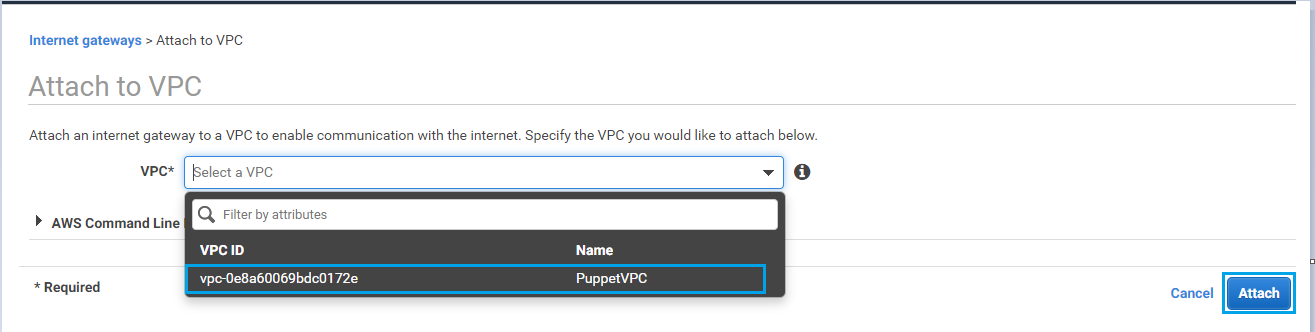 Internet gateways > Attach to VPC
Attach to VPC
Attach an internet gateway to a VPC to enable communication with the internet. Specify the VPC you would like to attach below.
VPC* Select a VPC
Filter by attributes
AWS Command Line
VPC ID Name
vpc-0e8a60069bdc0172e PuppetVPC
* Required
Cancel Attach